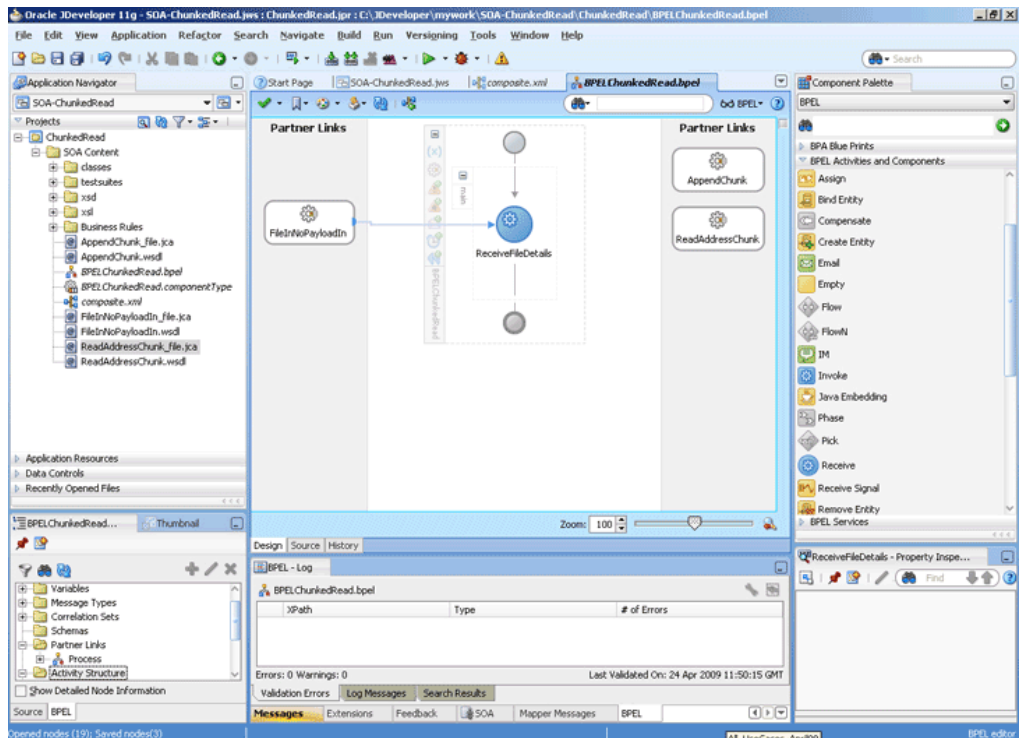 Oracle JDeveloper 11g - SOA-ChunkedRead.jws : ChunkedRead.jpr : C:\JDeveloper\mywork\SOA-ChunkedRead\ChunkedRead\BPELChunkedRead.bpel
File Edit View Application Refactor Search Navigate Build Run Versioning Tools Window Help
Search
Application Navigator
SOA-ChunkedRead
Projects
ChunkedRead
SOA Content
classes
testsuites
xsd
xsl
Business Rules
AppendChunk_file.jca
AppendChunk.wsdl
BPELChunkedRead.bpel
BPELChunkedRead.componentType
composite.xml
FileInNoPayloadIn_file.jca
FileInNoPayloadIn.wsdl
ReadAddressChunk_file.jca
ReadAddressChunk.wsdl
Application Resources
Data Controls
Recently Opened Files
Start Page SOA-ChunkedRead.jws composite.xml BPELChunkedRead.bpel
BPEL
Partner Links
Partner Links
main
AppendChunk
FileInNoPayloadIn
ReadAddressChunk
ReceiveFileDetails
BPELChunkedRead
Zoom: 100
Design Source History
Component Palette
BPEL
BPA Blue Prints
BPEL Activities and Components
Assign
Bind Entity
Compensate
Create Entity
Email
Empty
Flow
FlowN
IM
Invoke
Java Embedding
Phase
Pick
Receive
Receive Signal
Remove Entity
BPEL Services
BPELChunkedRead... Thumbnail
Variables
Message Types
Correlation Sets
Schemas
Partner Links
Process
Activity Structure
Show Detailed Node Information
Source BPEL
BPEL - Log
BPELChunkedRead.bpel
XPath Type # of Errors
Errors: 0 Warnings: 0 Last Validated On: 24 Apr 2009 11:50:15 GMT
Validation Errors Log Messages Search Results
Messages Extensions Feedback SOA Mapper Messages BPEL
ReceiveFileDetails - Property Inspe...
Find
Opened nodes (19); Saved nodes(3)
BPEL editor